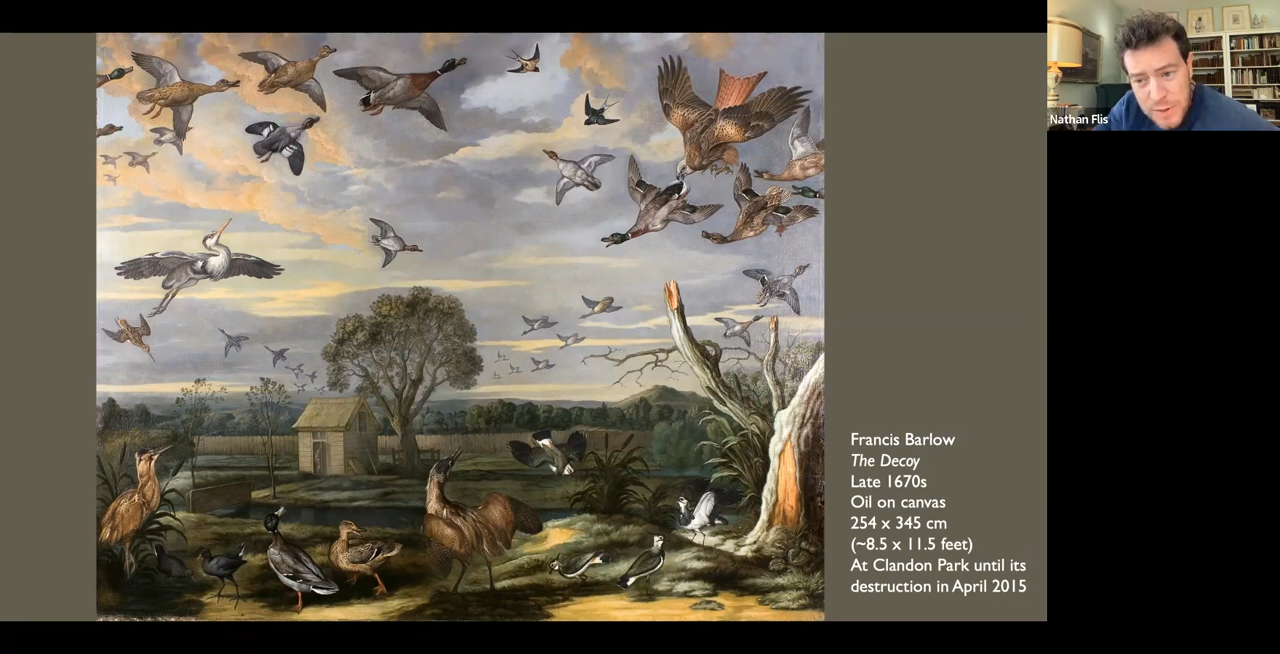 Nathan Flis
Francis Barlow
The Decoy
Late 1670s
Oil on canvas
254 x 345 cm
(~8.5 x 11.5 feet)
At Clandon Park until its
destruction in April 2015